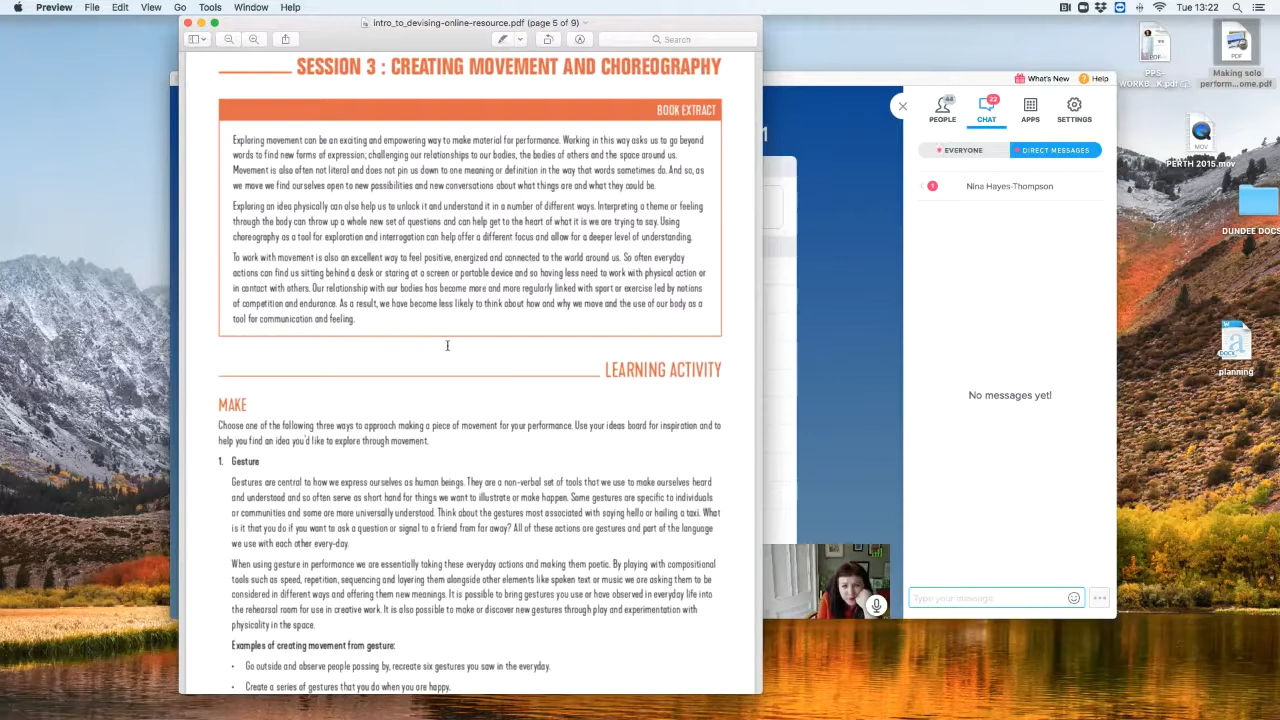 Preview File Edit View Go Tools Window Help
Tue 13:22
intro_to_devising-online-resource.pdf (page 5 of 9)
Search
SESSION 3 : CREATING MOVEMENT AND CHOREOGRAPHY
BOOK EXTRACT
Exploring movement can be an exciting and empowering way to make material for performance. Working in this way asks us to go beyond
words to find new forms of expression; challenging our relationships to our bodies, the bodies of others and the space around us.
Movement is also often not literal and does not pin us down to one meaning or definition in the way that words sometimes do. And so, as
we move we find ourselves open to new possibilities and new conversations about what things are and what they could be.
Exploring an idea physically can also help us to unlock it and understand it in a number of different ways. Interpreting a theme or feeling
through the body can throw up a whole new set of questions and can help get to the heart of what it is we are trying to say. Using
choreography as a tool for exploration and interrogation can help offer a different focus and allow for a deeper level of understanding.
To work with movement is also an excellent way to feel positive, energized and connected to the world around us. So often everyday
actions can find us sitting behind a desk or staring at a screen or portable device and so having less need to work with physical action or
in contact with others. Our relationship with our bodies has become more and more regularly linked with sport or exercise led by notions
of competition and endurance. As a result, we have become less likely to think about how and why we move and the use of our body as a
tool for communication and feeling.
LEARNING ACTIVITY
MAKE
Choose one of the following three ways to approach making a piece of movement for your performance. Use your ideas board for inspiration and to
help you find an idea you'd like to explore through movement.
1. Gesture
Gestures are central to how we express ourselves as human beings. They are a non-verbal set of tools that we use to make ourselves heard
and understood and so often serve as short hand for things we want to illustrate or make happen. Some gestures are specific to individuals
or communities and some are more universally understood. Think about the gestures most associated with saying hello or hailing a taxi. What
is it that you do if you want to ask a question or signal to a friend from far away? All of these actions are gestures and part of the language
we use with each other every-day.
When using gesture in performance we are essentially taking these everyday actions and making them poetic. By playing with compositional
tools such as speed, repetition, sequencing and layering them alongside other elements like spoken text or music we are asking them to be
considered in different ways and offering them new meanings. It is possible to bring gestures you use or have observed in everyday life into
the rehearsal room for use in creative work. It is also possible to make or discover new gestures through play and experimentation with
physicality in the space.
Examples of creating movement from gesture:
• Go outside and observe people passing by, recreate six gestures you saw in the everyday.
• Create a series of gestures that you do when you are happy.
What's New Help
44 22
PEOPLE CHAT APPS SETTINGS
EVERYONE DIRECT MESSAGES
1 Nina Hayes-Thompson
No messages yet!
Type your message
PDF
PPS-
WORKB...K.pdf
PDF
Making solo
perform...ome.pdf
MOV
PERTH 2015.mov
DUNDEE DOCS
DOCX
planning